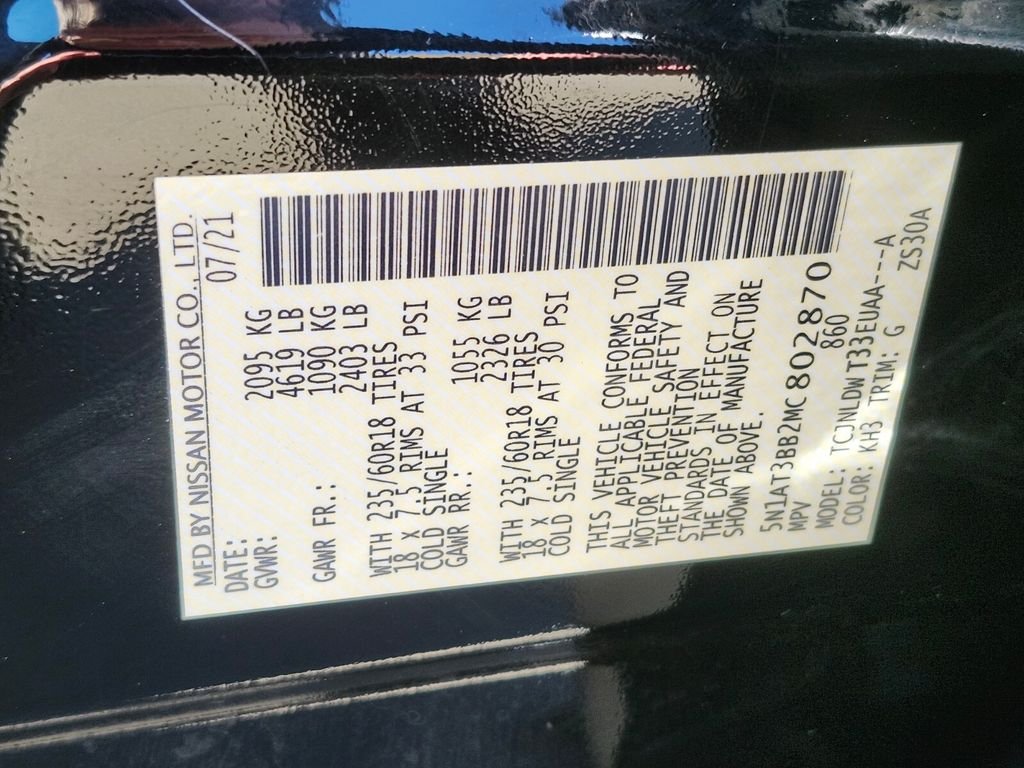 MFD BY NISSAN MOTOR CO., LTD.
DATE: 07/21
GVWR: 2095 KG
4619 LB
GAWR FR.: 1090 KG
2403 LB
WITH 235/60R18 TIRES
18 X 7.5 RIMS AT 33 PSI
COLD SINGLE
GAWR RR.: 1055 KG
2326 LB
WITH 235/60R18 TIRES
18 X 7.5 RIMS AT 30 PSI
COLD SINGLE
THIS VEHICLE CONFORMS TO
ALL APPLICABLE FEDERAL
MOTOR VEHICLE SAFETY AND
THEFT PREVENTION
STANDARDS IN EFFECT ON
THE DATE OF MANUFACTURE
SHOWN ABOVE.
5N1AT3BB2MC802870
MPV 860
MODEL: TCJNLDWT33EUAA---A
COLOR: KH3 TRIM: G ZS30A